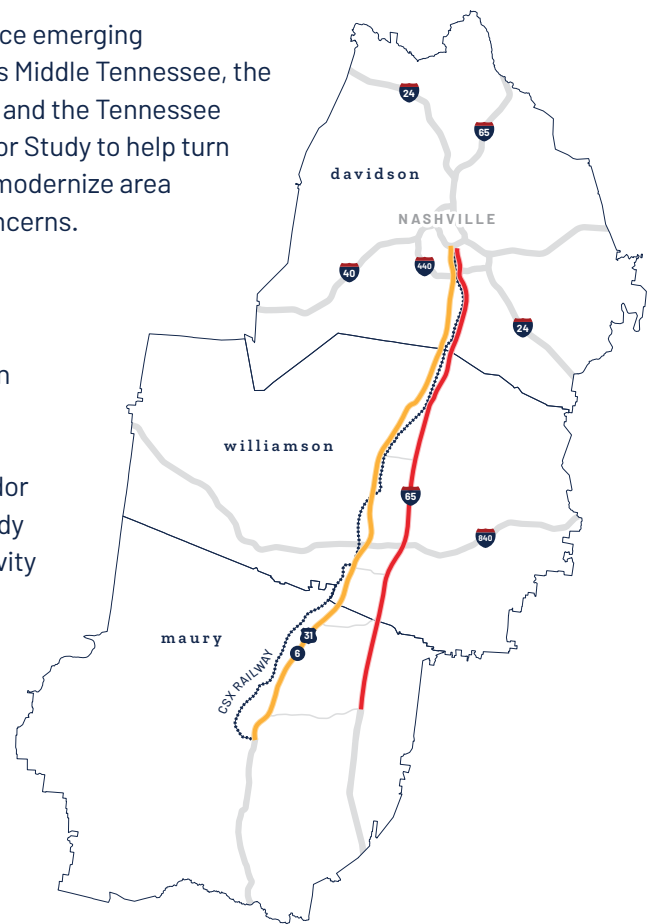 ce emerging
s Middle Tennessee, the
and the Tennessee
or Study to help turn
modernize area
ncerns.
n
dor
dy
vity
24
65
davidson
NASHVILLE
40
440
24
williamson
65
840
maury
31
6
CSX RAILWAY